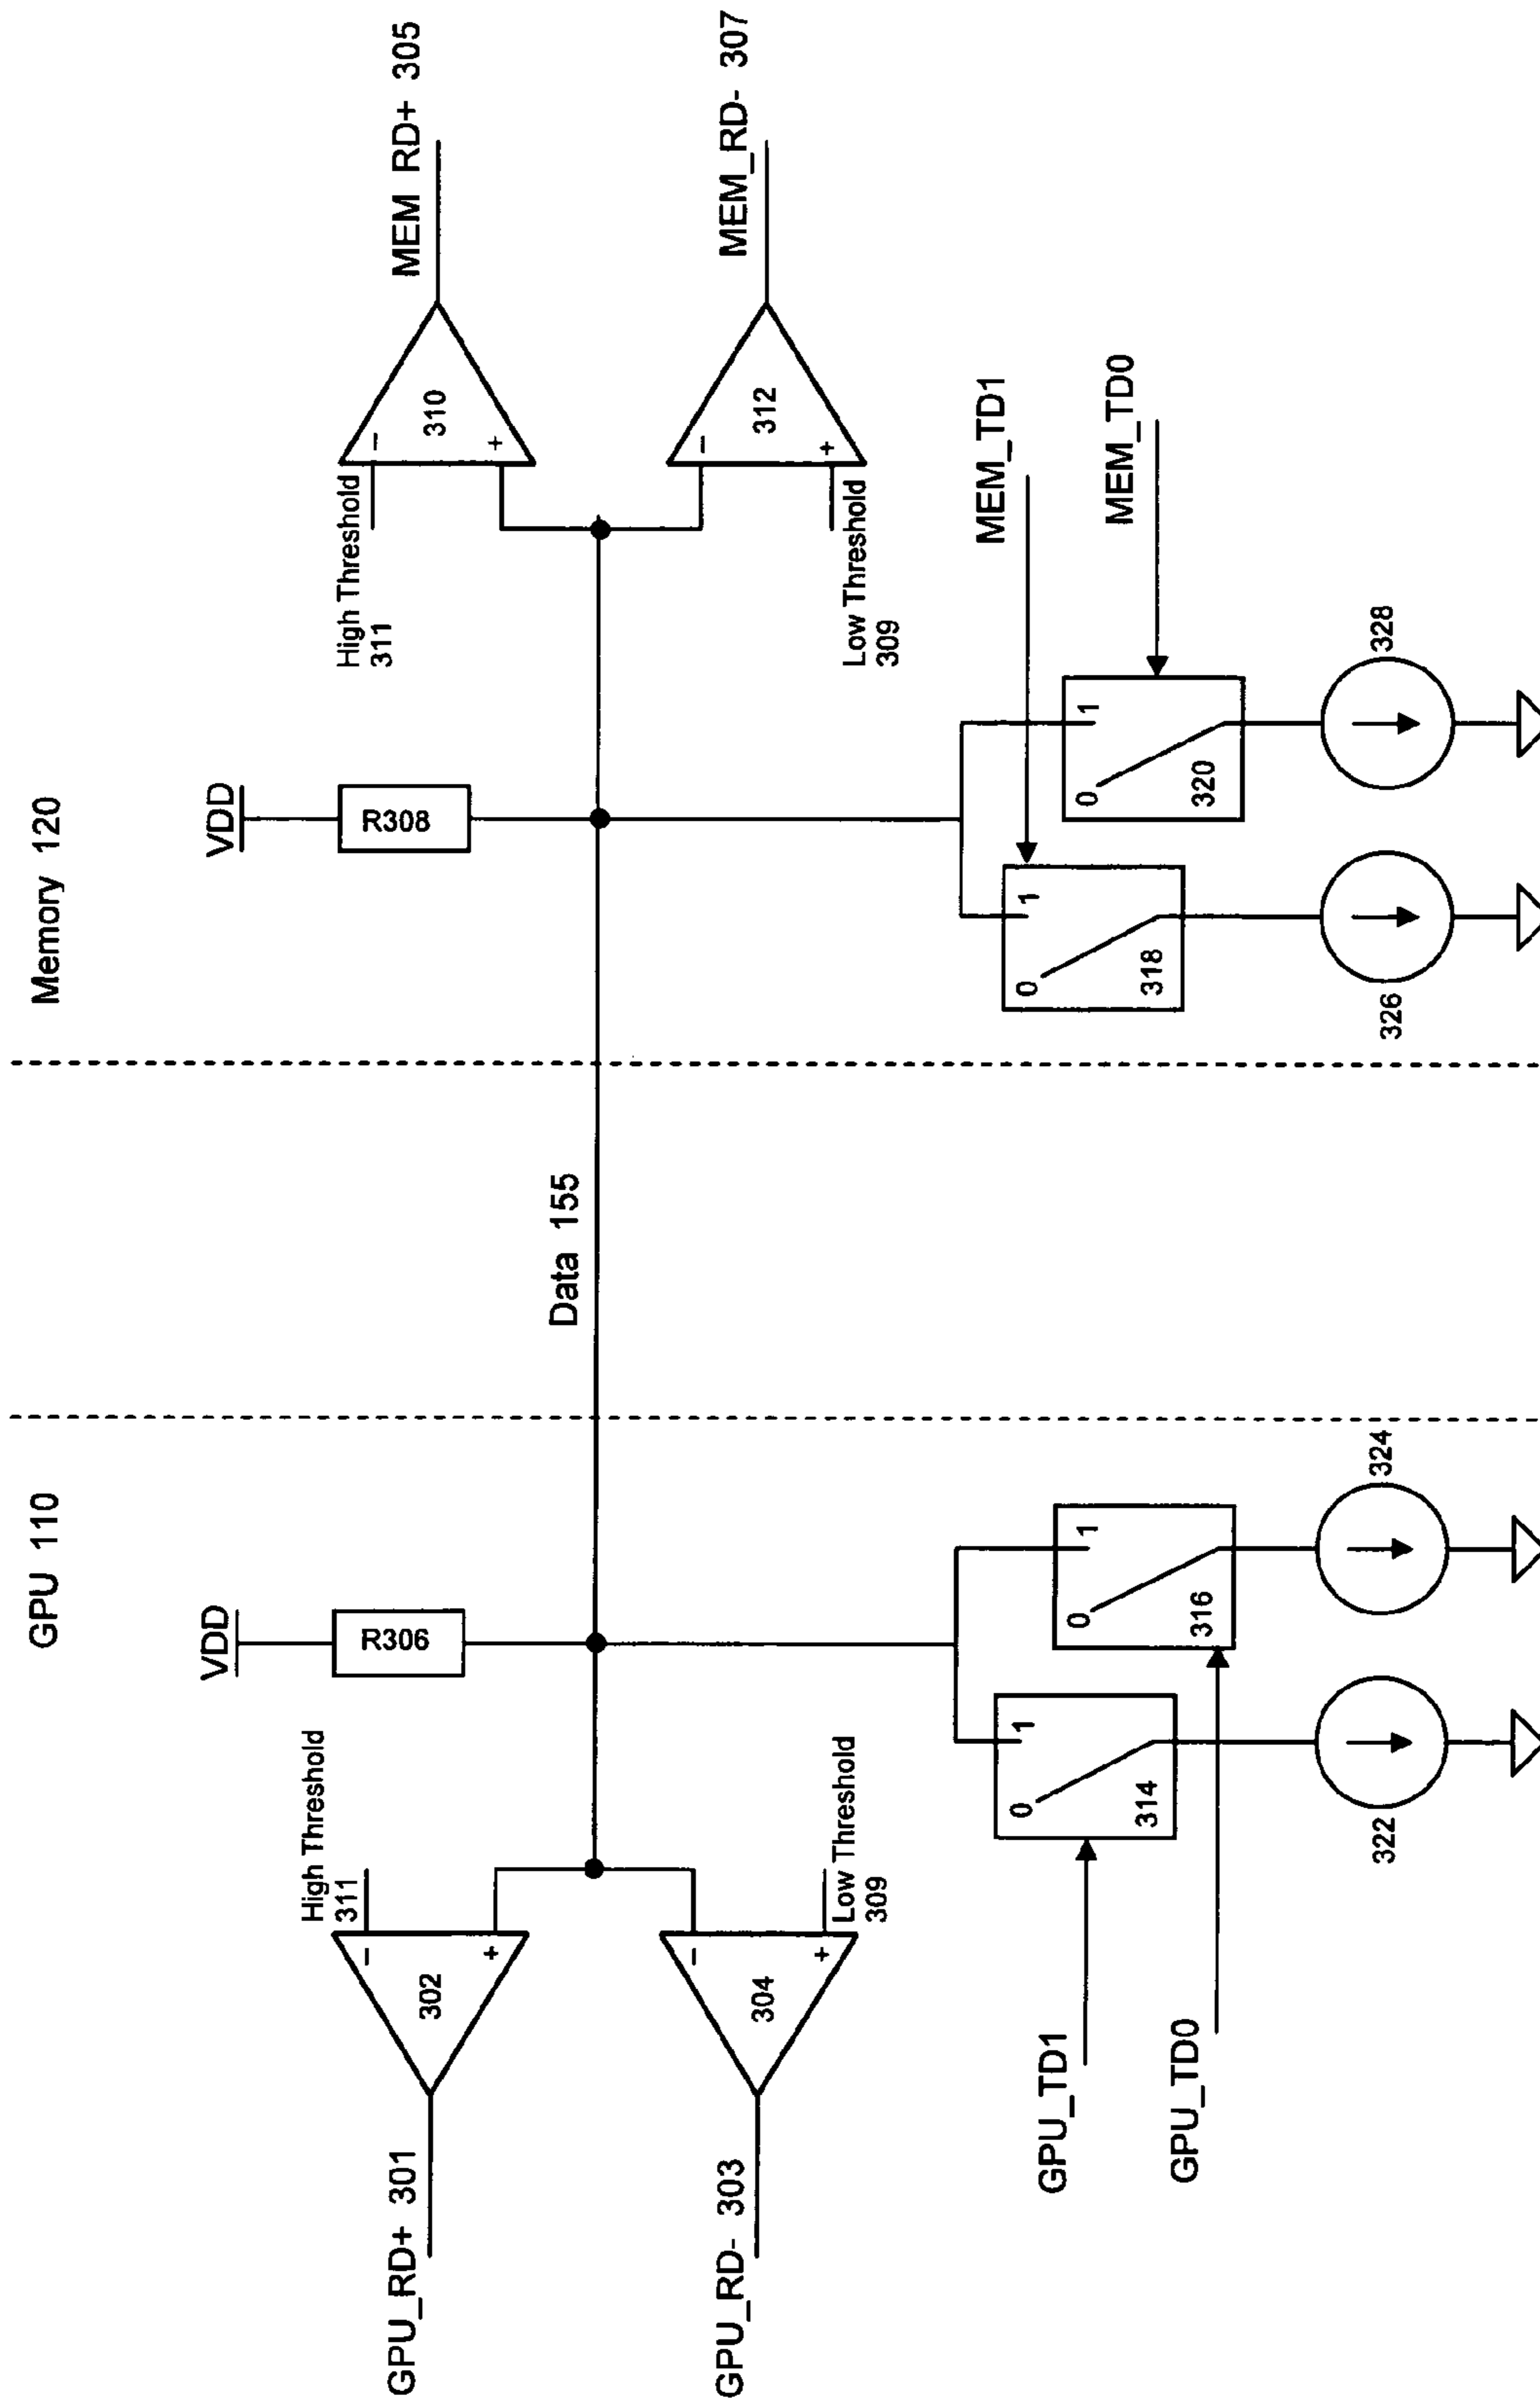 GPU 110
Memory 120
VDD
VDD
R306
R308
High Threshold
311
High Threshold
311
GPU_RD+ 301
302
-
+
310
-
+
MEM RD+ 305
Data 155
GPU_RD- 303
304
-
+
312
-
+
MEM_RD- 307
Low Threshold
309
Low Threshold
309
GPU_TD1
0
1
314
GPU_TD0
0
1
316
MEM_TD1
0
1
318
MEM_TD0
0
1
320
322
324
326
328